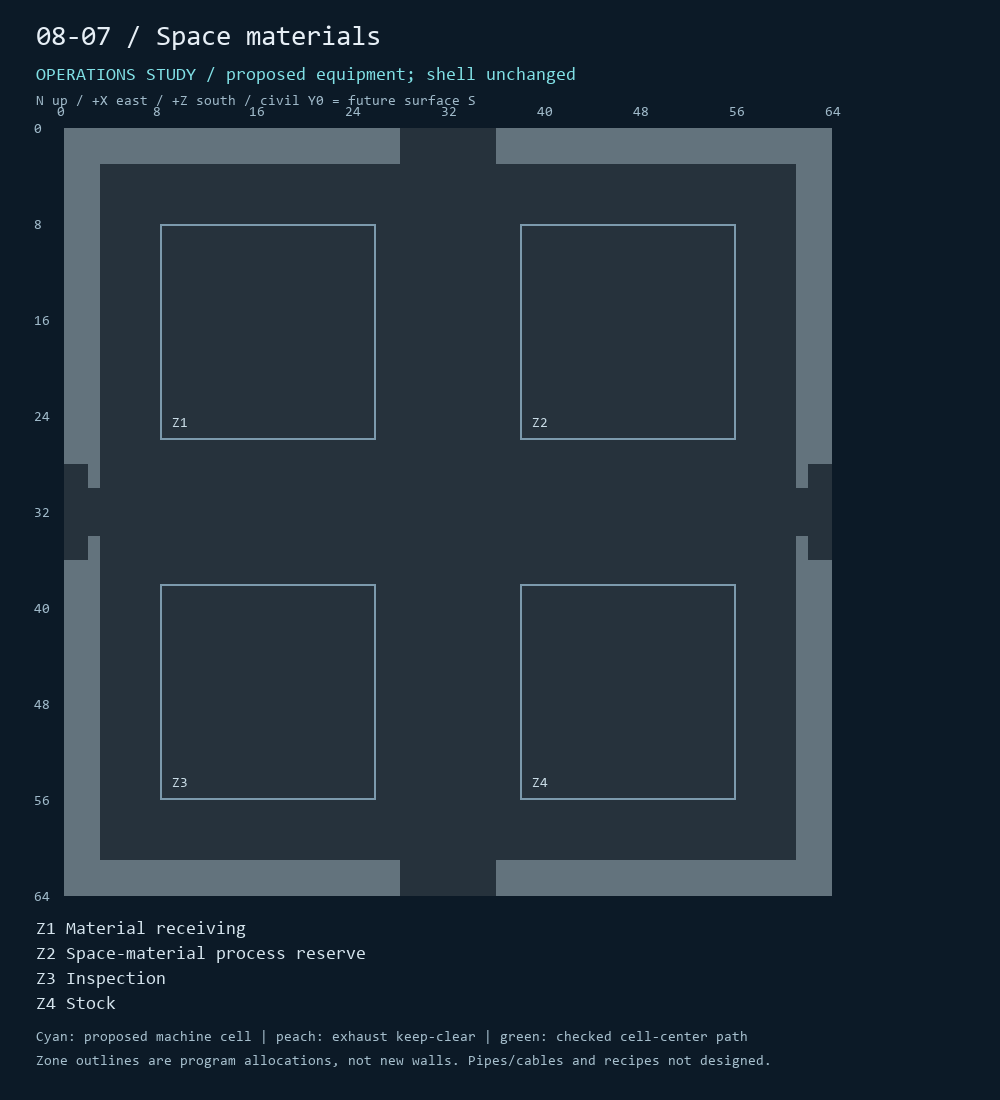 08-07 / Space materials
OPERATIONS STUDY / proposed equipment; shell unchanged
N up / +X east / +Z south / civil Y0 = future surface S
0 8 16 24 32 40 48 56 64
0
8
16
24
Z1 Z2
32
40
48
Z3 Z4
56
64
Z1 Material receiving
Z2 Space-material process reserve
Z3 Inspection
Z4 Stock
Cyan: proposed machine cell | peach: exhaust keep-clear | green: checked cell-center path
Zone outlines are program allocations, not new walls. Pipes/cables and recipes not designed.